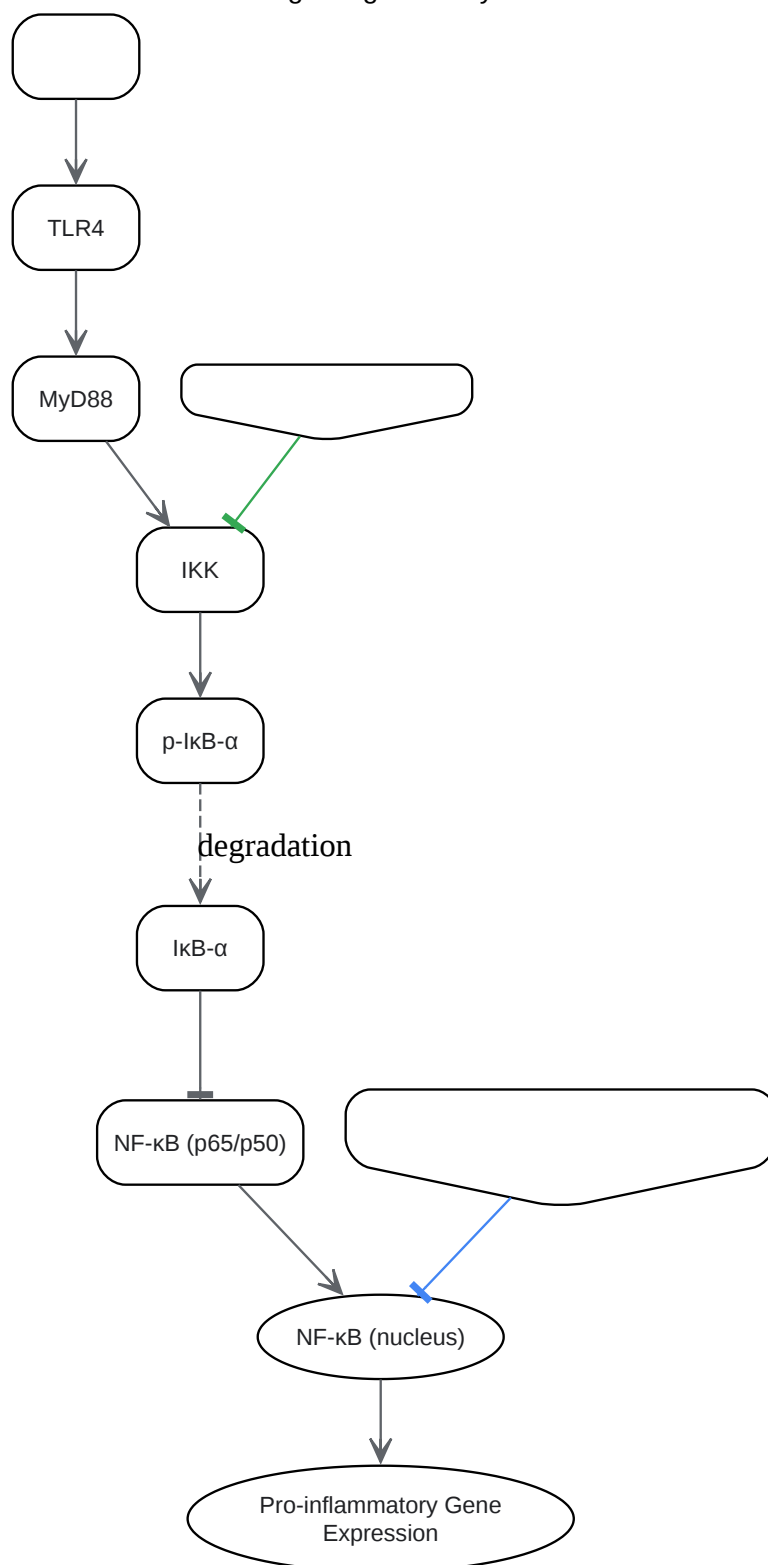 TLR4
MyD88
IKK
p-IκB-α
degradation
IκB-α
NF-κB (p65/p50)
NF-κB (nucleus)
Pro-inflammatory Gene
Expression